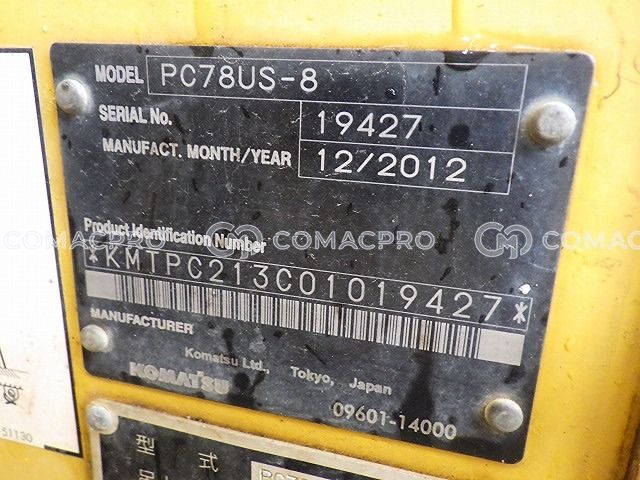 MODEL PC78US-8
SERIAL No. 19427
MANUFACT. MONTH/YEAR 12/2012
Product Identification Number
COMACPRO COMACPRO COMACPRO
*KMTPC213C01019427*
MANUFACTURER
Komatsu Ltd., Tokyo, Japan
KOMATSU
09601-14000
51130
型 式